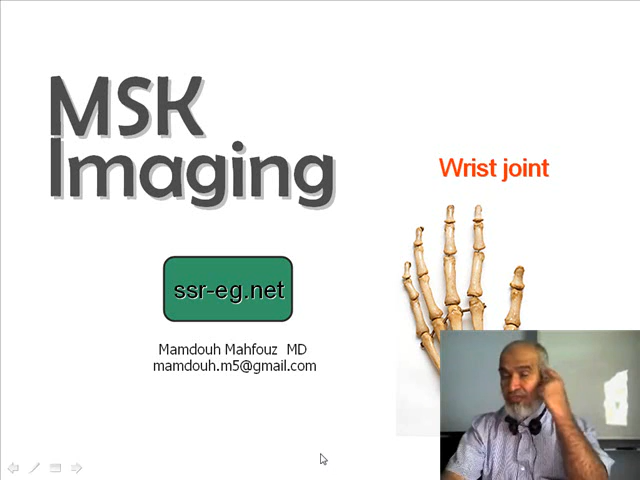 MSK
Imaging
Wrist joint
ssr-eg.net
Mamdouh Mahfouz MD
mamdouh.m5@gmail.com